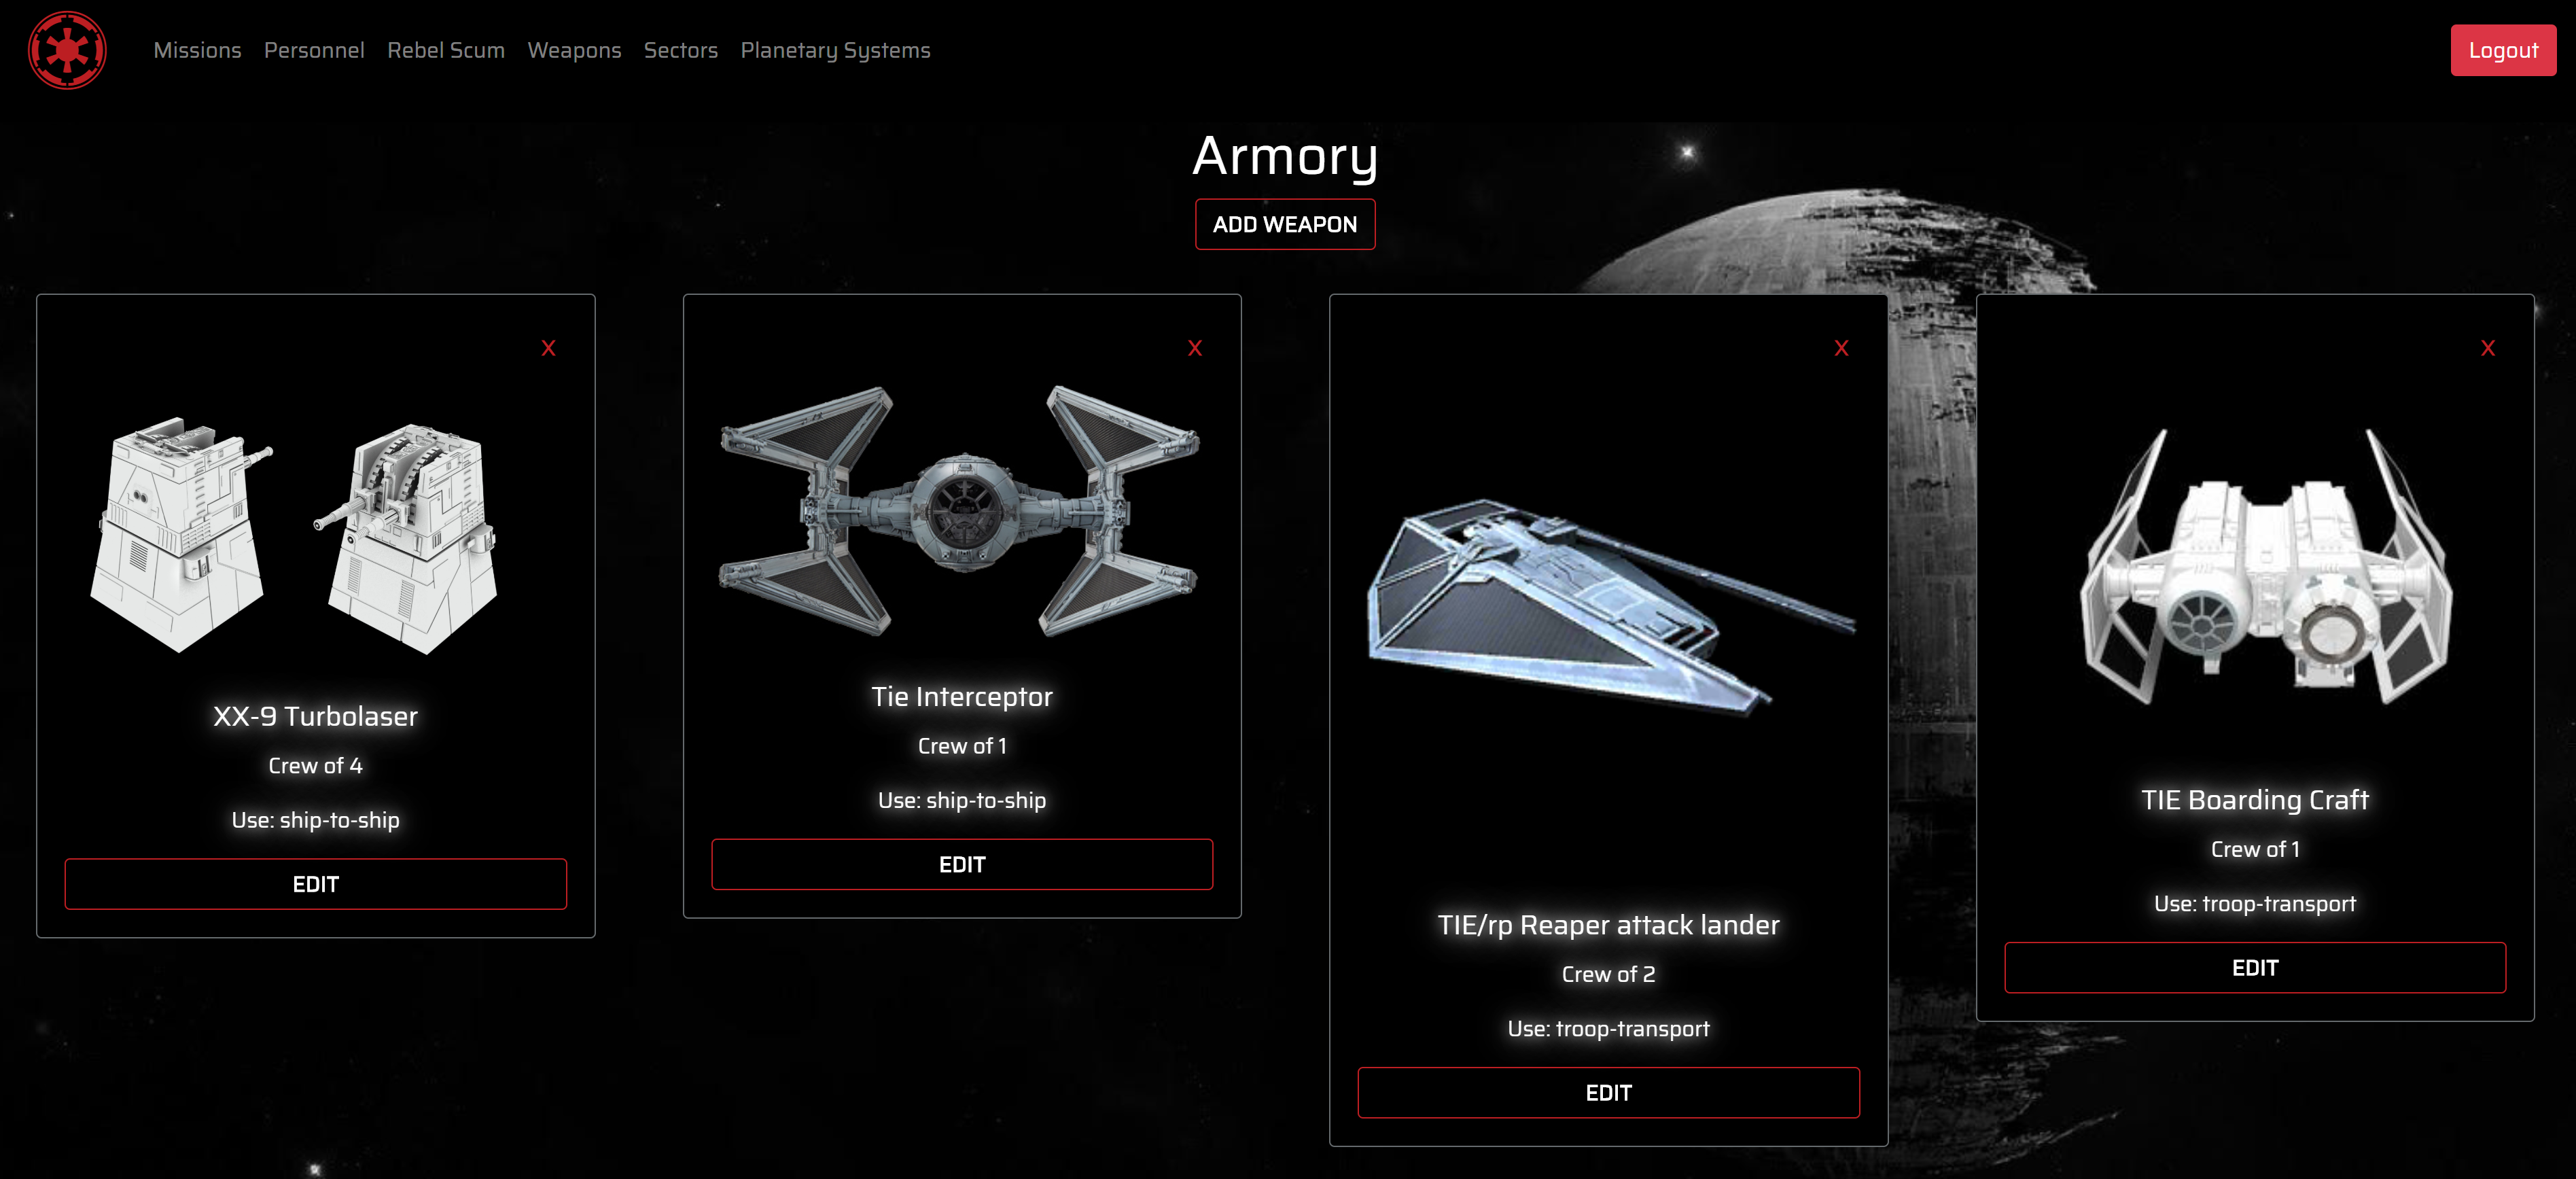 Missions Personnel Rebel Scum Weapons Sectors Planetary Systems Logout
Armory
ADD WEAPON
X
XX-9 Turbolaser
Crew of 4
Use: ship-to-ship
EDIT
X
Tie Interceptor
Crew of 1
Use: ship-to-ship
EDIT
X
TIE/rp Reaper attack lander
Crew of 2
Use: troop-transport
EDIT
X
TIE Boarding Craft
Crew of 1
Use: troop-transport
EDIT